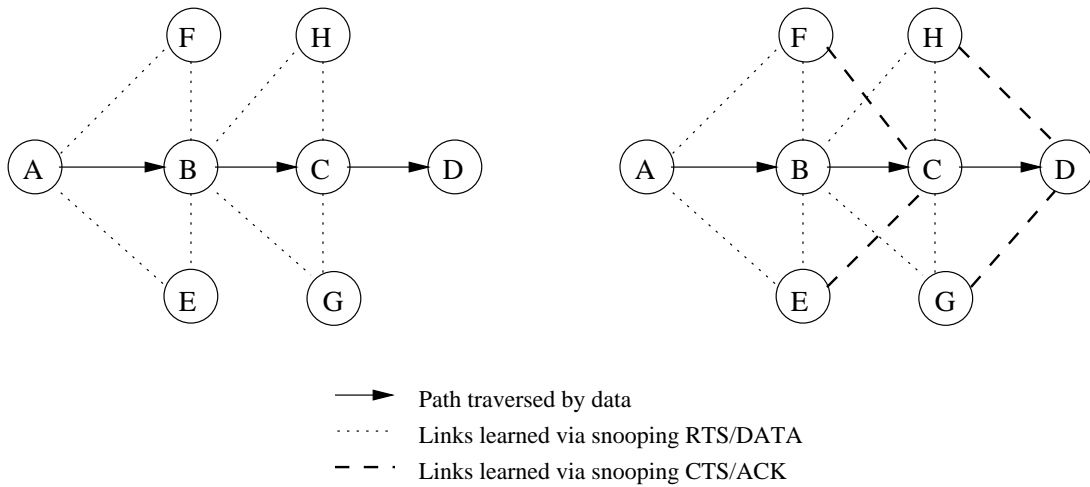 F H F H
A B C D A B C D
E G E G
Path traversed by data
Links learned via snooping RTS/DATA
Links learned via snooping CTS/ACK